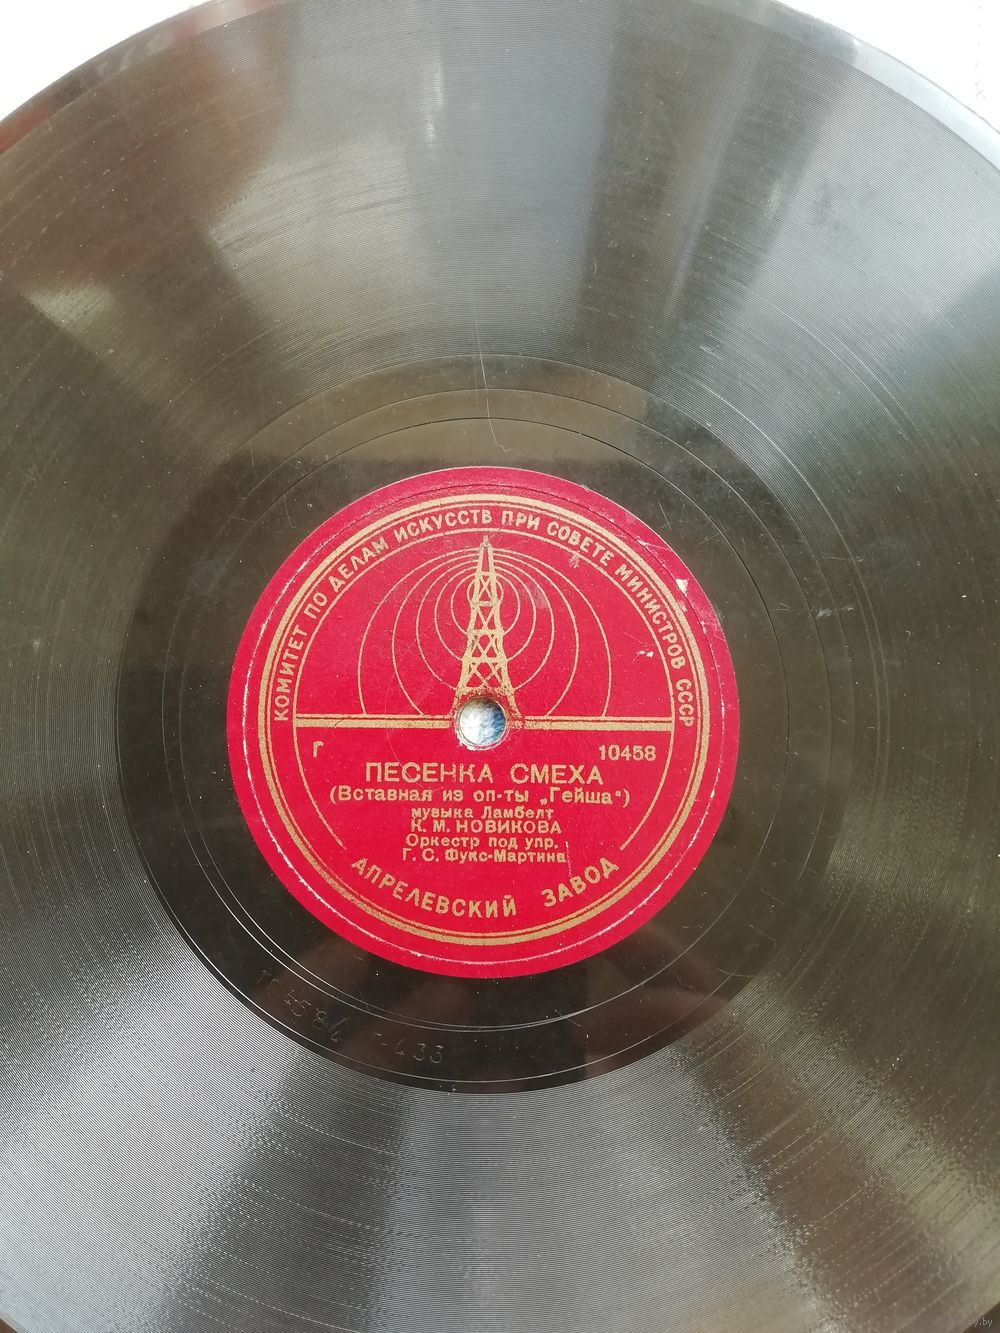 КОМИТЕТ ПО ДЕЛАМ ИСКУССТВ ПРИ СОВЕТЕ МИНИСТРОВ СССР
Г 10458
ПЕСЕНКА СМЕХА
(Вставная из оп-ты „Гейша“)
музыка Ламбелт
К. М. НОВИКОВА
Оркестр под упр.
Г. С. Фукс-Мартина
АПРЕЛЕВСКИЙ ЗАВОД